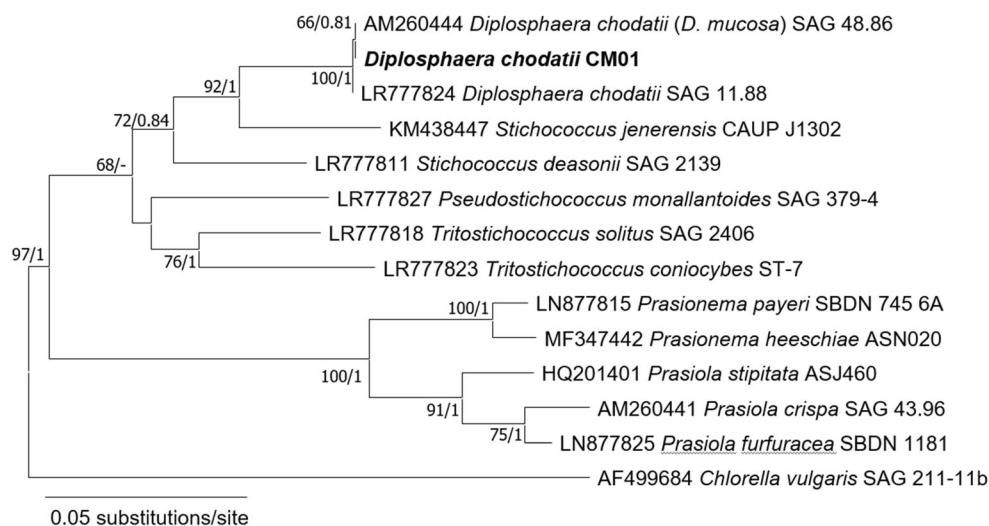 66/0.81
AM260444 Diplosphaera chodatii (D. mucosa) SAG 48.86
Diplosphaera chodatii CM01
100/1
LR777824 Diplosphaera chodatii SAG 11.88
92/1
KM438447 Stichococcus jenerensis CAUP J1302
72/0.84
LR777811 Stichococcus deasonii SAG 2139
68/-
LR777827 Pseudostichococcus monallantoides SAG 379-4
LR777818 Tritostichococcus solitus SAG 2406
97/1
76/1
LR777823 Tritostichococcus coniocybes ST-7
100/1
LN877815 Prasionema payeri SBDN 745 6A
MF347442 Prasionema heeschiae ASN020
100/1
HQ201401 Prasiola stipitata ASJ460
91/1
AM260441 Prasiola crispa SAG 43.96
75/1
LN877825 Prasiola furfuracea SBDN 1181
AF499684 Chlorella vulgaris SAG 211-11b
0.05 substitutions/site